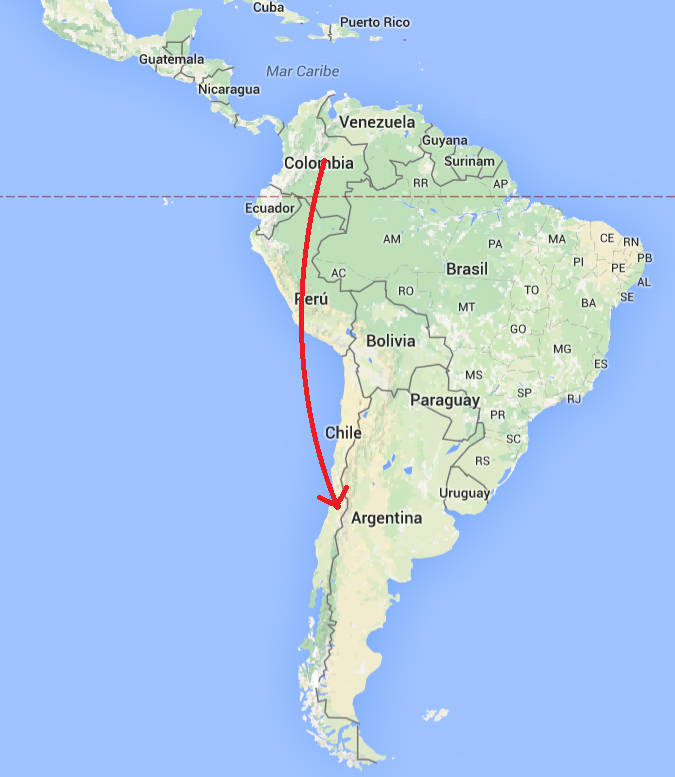 Cuba
Puerto Rico
Guatemala
Mar Caribe
Nicaragua
Venezuela
Guyana
Surinam
Colombia
RR
AP
Ecuador
AM
PA
MA
CE
RN
PB
PI
PE
AL
Brasil
AC
TO
SE
RO
BA
Perú
MT
GO
Bolivia
MG
ES
MS
SP
RJ
Paraguay
PR
Chile
SC
RS
Uruguay
Argentina